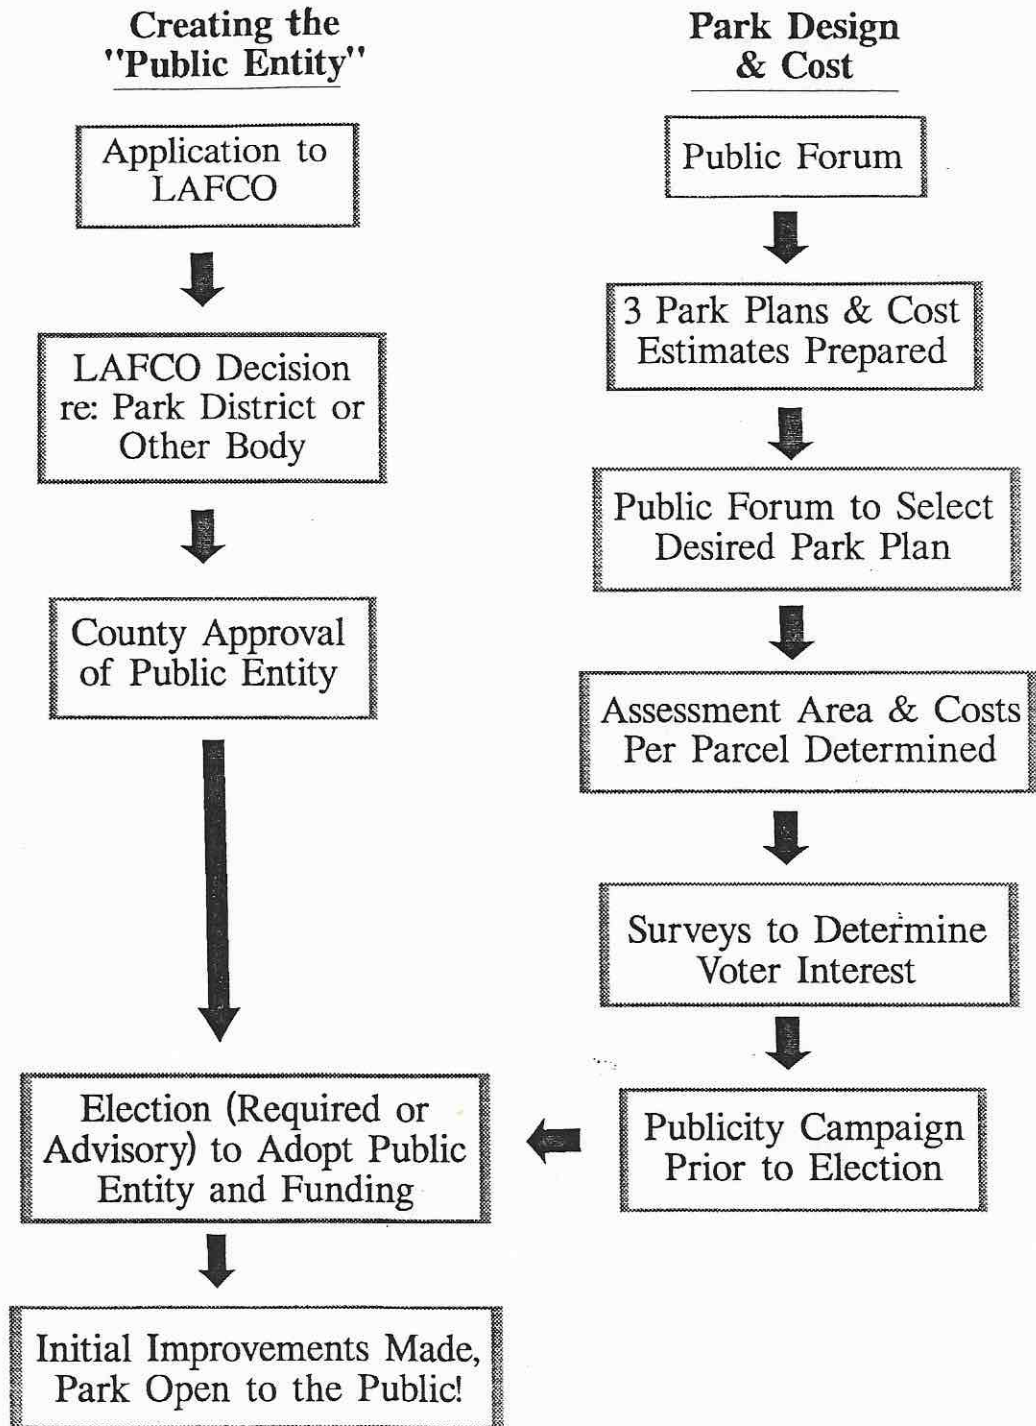 Creating the
"Public Entity"
Application to
LAFCO
LAFCO Decision
re: Park District or
Other Body
County Approval
of Public Entity
Election (Required or
Advisory) to Adopt Public
Entity and Funding
Initial Improvements Made,
Park Open to the Public!
Park Design
& Cost
Public Forum
3 Park Plans & Cost
Estimates Prepared
Public Forum to Select
Desired Park Plan
Assessment Area & Costs
Per Parcel Determined
Surveys to Determine
Voter Interest
Publicity Campaign
Prior to Election